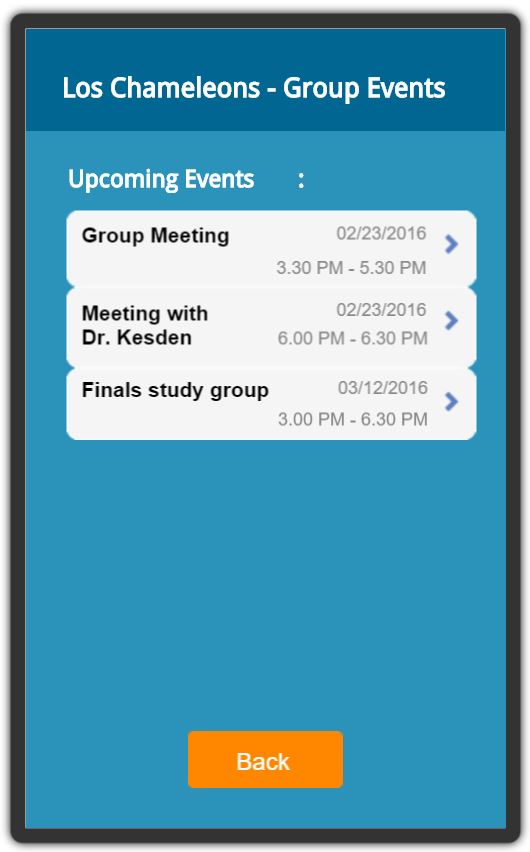 Los Chameleons - Group Events
Upcoming Events :
Group Meeting 02/23/2016
3.30 PM - 5.30 PM
Meeting with 02/23/2016
Dr. Kesden 6.00 PM - 6.30 PM
Finals study group 03/12/2016
3.00 PM - 6.30 PM
Back